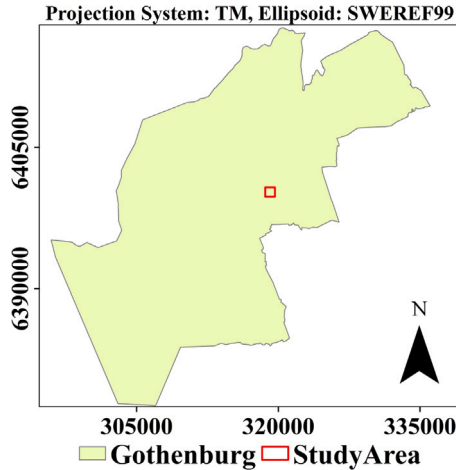 Projection System: TM, Ellipsoid: SWEREF99
6405000
6390000
N
305000 320000 335000
Gothenburg StudyArea